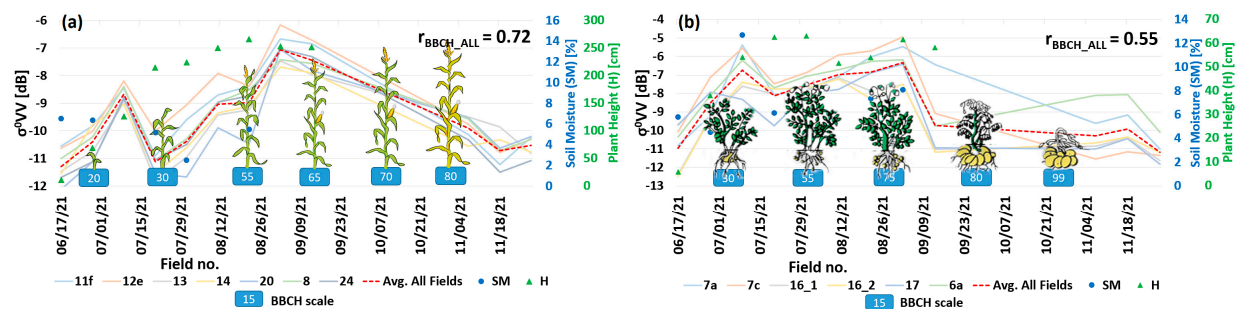 (a)
r BBCH_ALL = 0.72
σ°VV [dB]
-6
-7
-8
-9
-10
-11
-12
16
14
12
10
8
6
4
2
0
Soil Moisture (SM) [%]
300
250
200
150
100
50
0
Plant Height (H) [cm]
20 30 55 65 70 80
06/17/21 07/01/21 07/15/21 07/29/21 08/12/21 08/26/21 09/09/21 09/23/21 10/07/21 10/21/21 11/04/21 11/18/21
Field no.
11f 12e 13 14 20 8 24 Avg. All Fields SM H
15 BBCH scale
(b)
r BBCH_ALL = 0.55
σ°VV [dB]
-4
-5
-6
-7
-8
-9
-10
-11
-12
-13
14
12
10
8
6
4
2
0
Soil Moisture (SM) [%]
70
60
50
40
30
20
10
0
Plant Height (H) [cm]
30 55 75 80 99
06/17/21 07/01/21 07/15/21 07/29/21 08/12/21 08/26/21 09/09/21 09/23/21 10/07/21 10/21/21 11/04/21 11/18/21
Field no.
7a 7c 16_1 16_2 17 6a Avg. All Fields SM H
15 BBCH scale